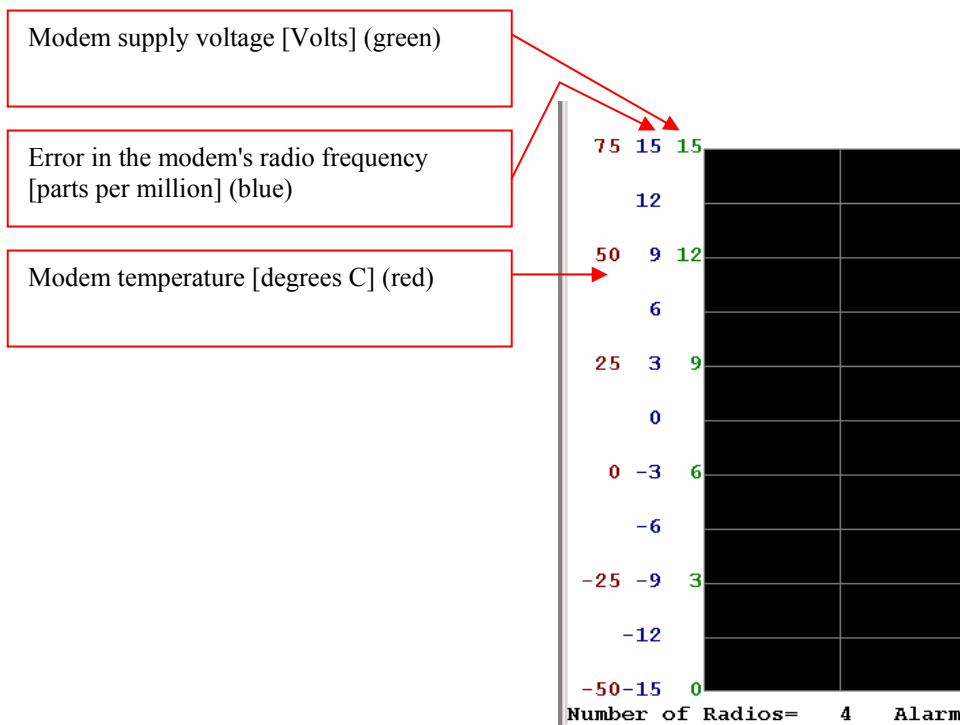 Modem supply voltage [Volts] (green)
Error in the modem's radio frequency
[parts per million] (blue)
Modem temperature [degrees C] (red)
75 15 15
12
50 9 12
6
25 3 9
0
0 -3 6
-6
-25 -9 3
-12
-50 -15 0
Number of Radios= 4 Alarm